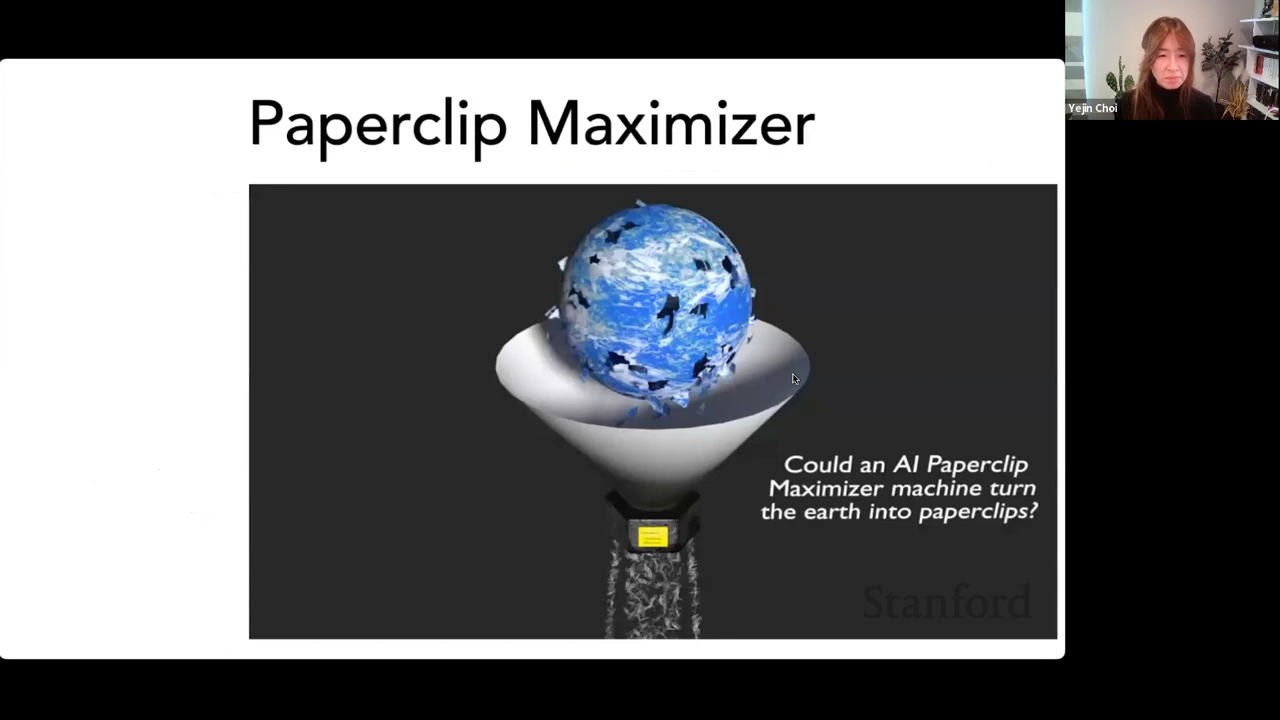 Paperclip Maximizer
Yejin Choi
Could an AI Paperclip
Maximizer machine turn
the earth into paperclips?
Stanford